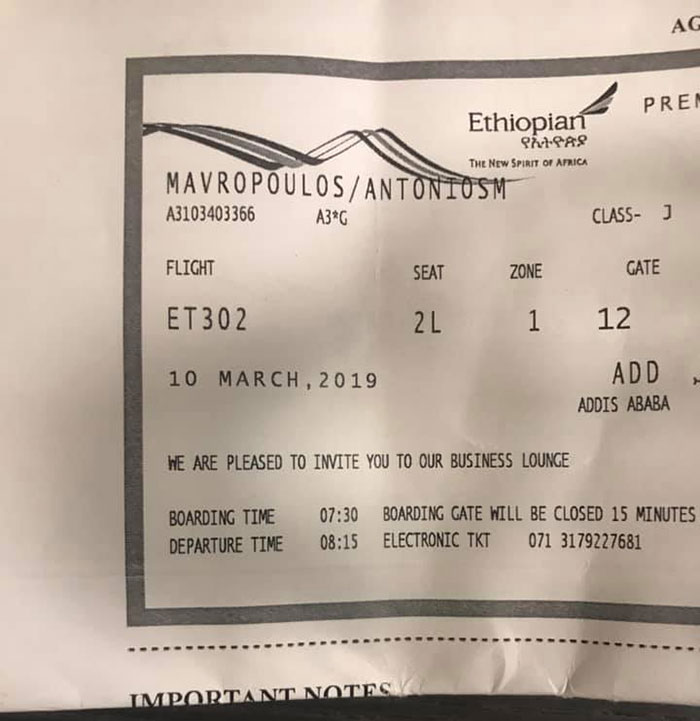 AG
PREM
Ethiopian
የኢትዮጵያ
THE NEW SPIRIT OF AFRICA
MAVROPOULOS/ANTONIOSM
A3103403366 A3*G CLASS- J
FLIGHT SEAT ZONE GATE
ET302 2L 1 12
10 MARCH,2019 ADD
ADDIS ABABA
WE ARE PLEASED TO INVITE YOU TO OUR BUSINESS LOUNGE
BOARDING TIME 07:30 BOARDING GATE WILL BE CLOSED 15 MINUTES
DEPARTURE TIME 08:15 ELECTRONIC TKT 071 3179227681
IMPORTANT NOTES